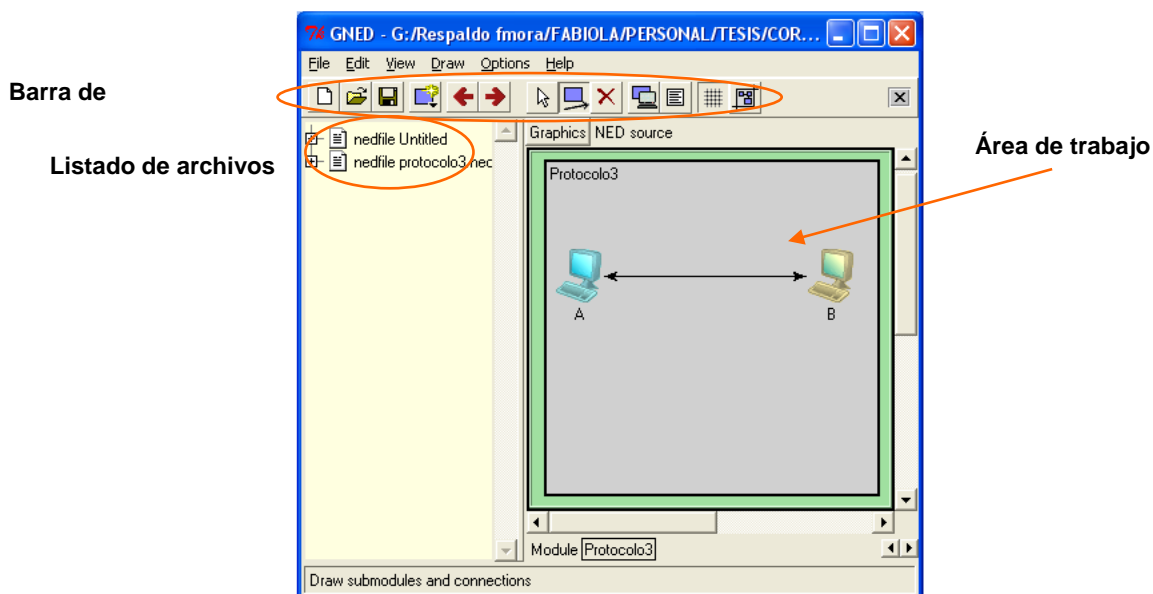 GNED - G:/Respaldo fmora/FABIOLA/PERSONAL/TESIS/COR...
File Edit View Draw Options Help
Barra de
Listado de archivos
nedfile Untitled
nedfile protocolo3.nec
Graphics NED source
Área de trabajo
Protocolo3
A
B
Module Protocolo3
Draw submodules and connections